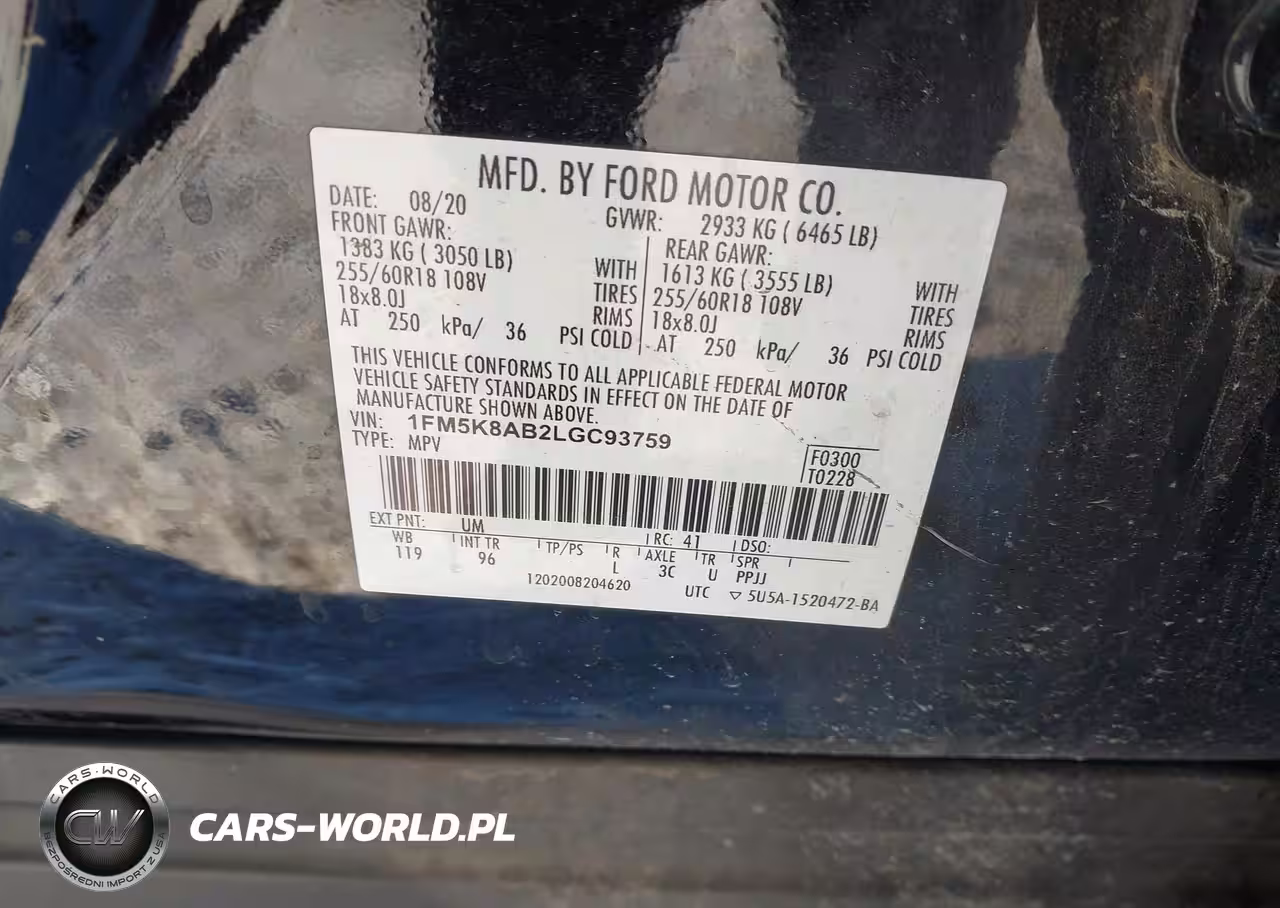 MFD. BY FORD MOTOR CO.
DATE: 08/20 GVWR: 2933 KG ( 6465 LB)
FRONT GAWR: REAR GAWR:
1383 KG ( 3050 LB) WITH 1613 KG ( 3555 LB) WITH
255/60R18 108V TIRES 255/60R18 108V TIRES
18x8.0J RIMS 18x8.0J RIMS
AT 250 kPa/ 36 PSI COLD AT 250 kPa/ 36 PSI COLD
THIS VEHICLE CONFORMS TO ALL APPLICABLE FEDERAL MOTOR
VEHICLE SAFETY STANDARDS IN EFFECT ON THE DATE OF
MANUFACTURE SHOWN ABOVE.
VIN: 1FM5K8AB2LGC93759
TYPE: MPV
F0300
T0228
EXT PNT: UM RC: 41 DSO:
WB INT TR TP/PS R AXLE TR SPR
119 96 L 3C U PPJJ
1202008204620 UTC ▽ 5U5A-1520472-BA
CARS-WORLD
CW
BEZPOŚREDNI IMPORT Z USA
CARS-WORLD.PL